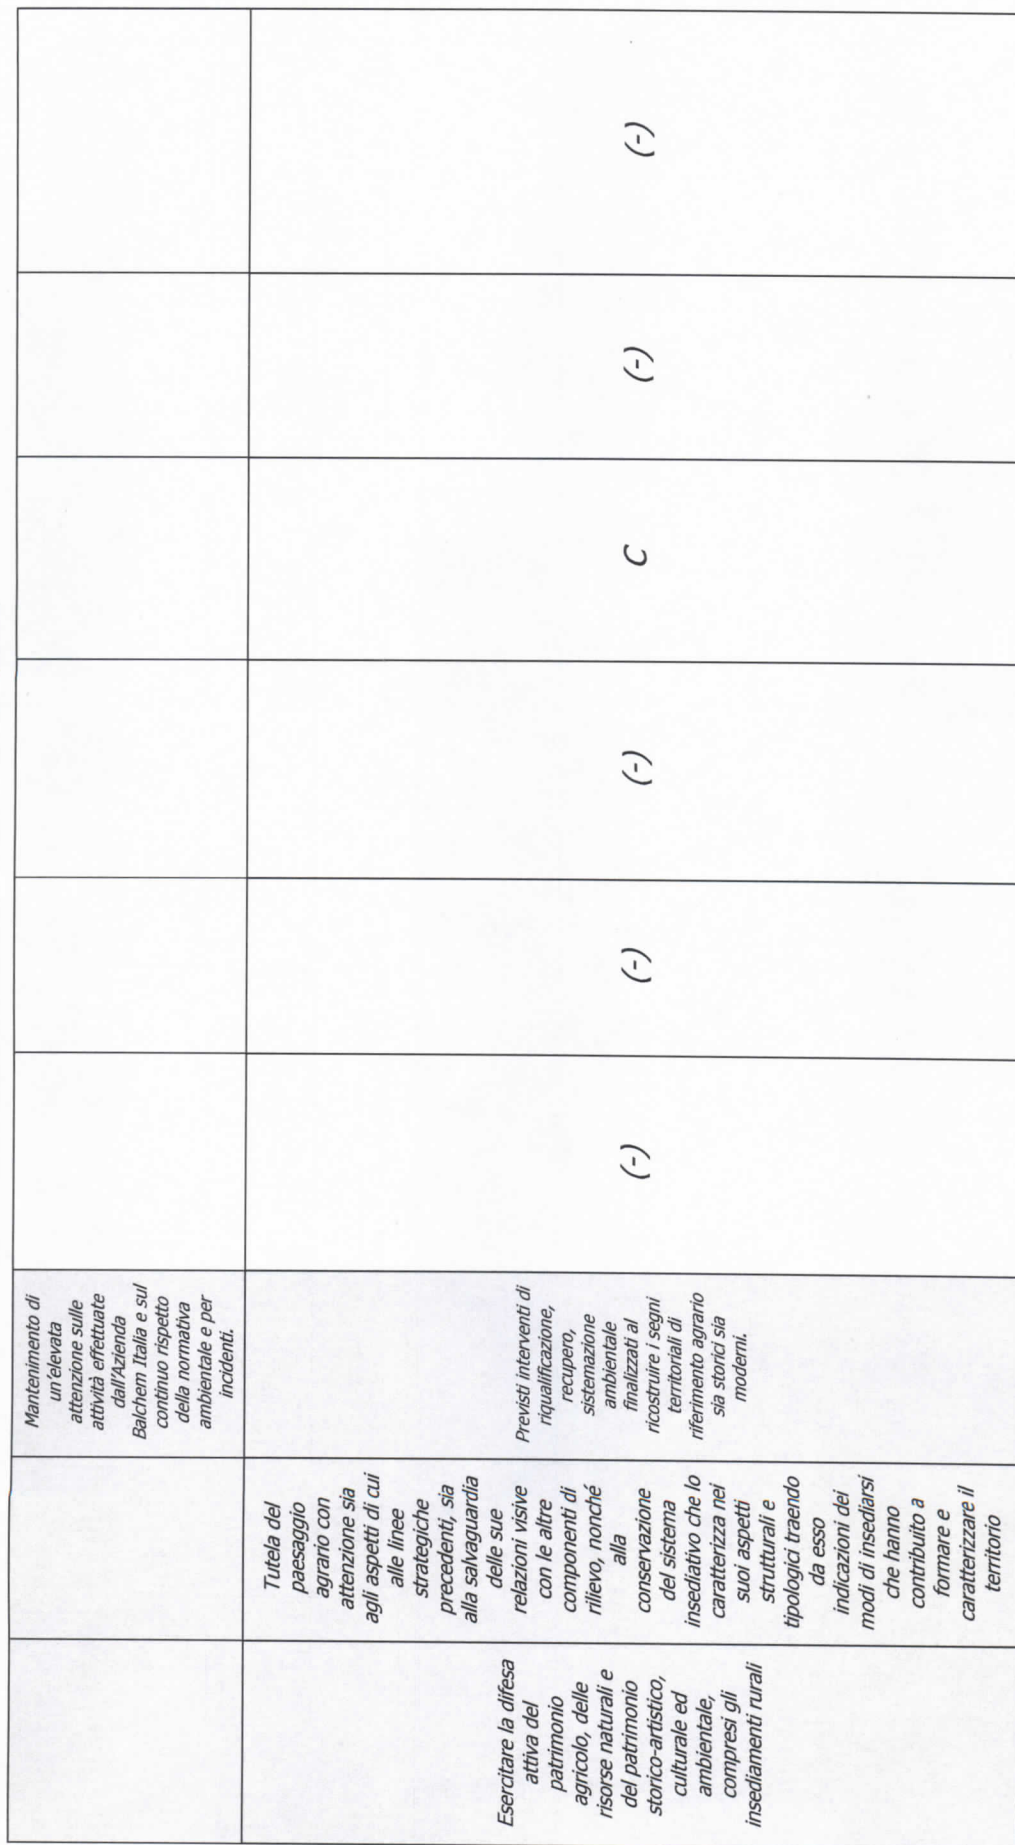 Mantenimento di
un'elevata
attenzione sulle
attività effettuate
dall'Azienda
Balchem Italia e sul
continuo rispetto
della normativa
ambientale e per
incidenti.
Esercitare la difesa
attiva del
patrimonio
agricolo, delle
risorse naturali e
del patrimonio
storico-artistico,
culturale ed
ambientale,
compresi gli
insediamenti rurali
Tutela del
paesaggio
agrario con
attenzione sia
agli aspetti di cui
alle linee
strategiche
precedenti, sia
alla salvaguardia
delle sue
relazioni visive
con le altre
componenti di
rilievo, nonché
alla
conservazione
del sistema
insediativo che lo
caratterizza nei
suoi aspetti
strutturali e
tipologici traendo
da esso
indicazioni dei
modi di insediarsi
che hanno
contribuito a
formare e
caratterizzare il
territorio
Previsti interventi di
riqualificazione,
recupero,
sistemazione
ambientale
finalizzati al
ricostruire i segni
territoriali di
riferimento agrario
sia storici sia
moderni.
(-)
(-)
(-)
C
(-)
(-)